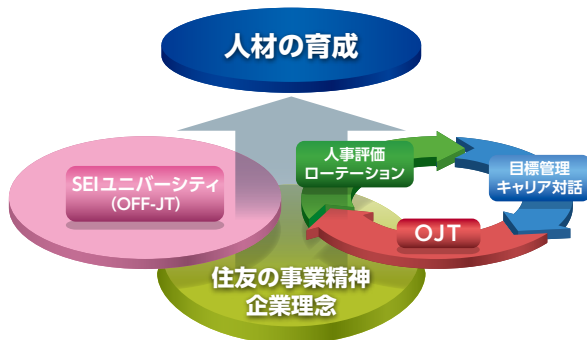 人材の育成
人事評価
ローテーション
目標管理
キャリア対話
SEIユニバーシティ
(OFF-JT)
OJT
住友の事業精神
企業理念